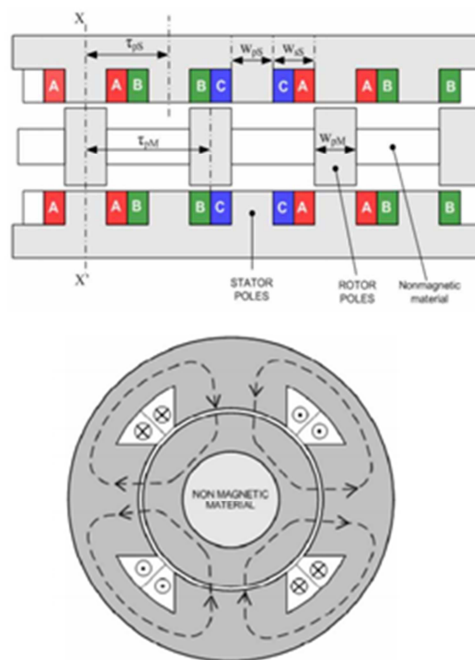 X
τpS WpS WsS
A A B B C C A A B B
τpM WpM
A B B C C A A B B
X'
STATOR POLES
ROTOR POLES
Nonmagnetic material
NON MAGNETIC
MATERIAL